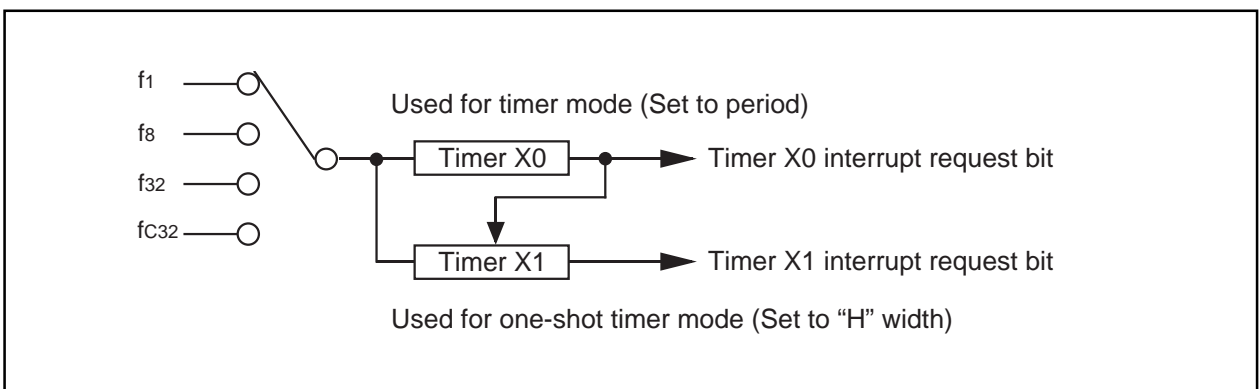 f1
Used for timer mode (Set to period)
f8
Timer X0
Timer X0 interrupt request bit
f32
fC32
Timer X1
Timer X1 interrupt request bit
Used for one-shot timer mode (Set to “H” width)